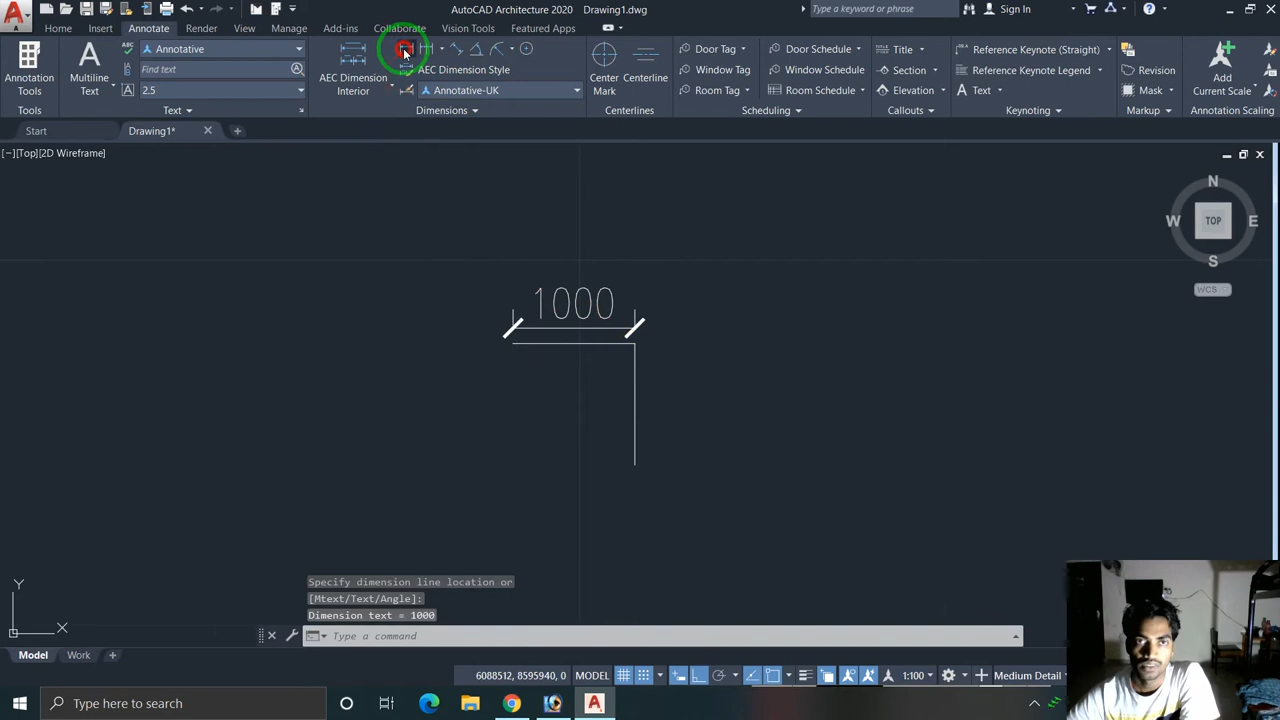 AutoCAD Architecture 2020 Drawing1.dwg
Type a keyword or phrase
Sign In
Home Insert Annotate Render View Manage Add-ins Collaborate Vision Tools Featured Apps
Annotation Tools
Tools
Multiline Text
Annotative
Find text
2.5
Text
AEC Dimension Interior
AEC Dimension Style
Annotative-UK
Dimensions
Center Mark
Centerline
Centerlines
Door Tag
Window Tag
Room Tag
Door Schedule
Window Schedule
Room Schedule
Scheduling
Title
Section
Elevation
Callouts
Reference Keynote (Straight)
Reference Keynote Legend
Text
Keynoting
Revision
Mask
Markup
Add Current Scale
Annotation Scaling
Start
Drawing1*
[−][Top][2D Wireframe]
N
W TOP E
S
WCS
1000
Y
X
Specify dimension line location or
[Mtext/Text/Angle]:
Dimension text = 1000
Type a command
Model Work
6088512, 8595940, 0 MODEL 1:100 Medium Detail
Type here to search